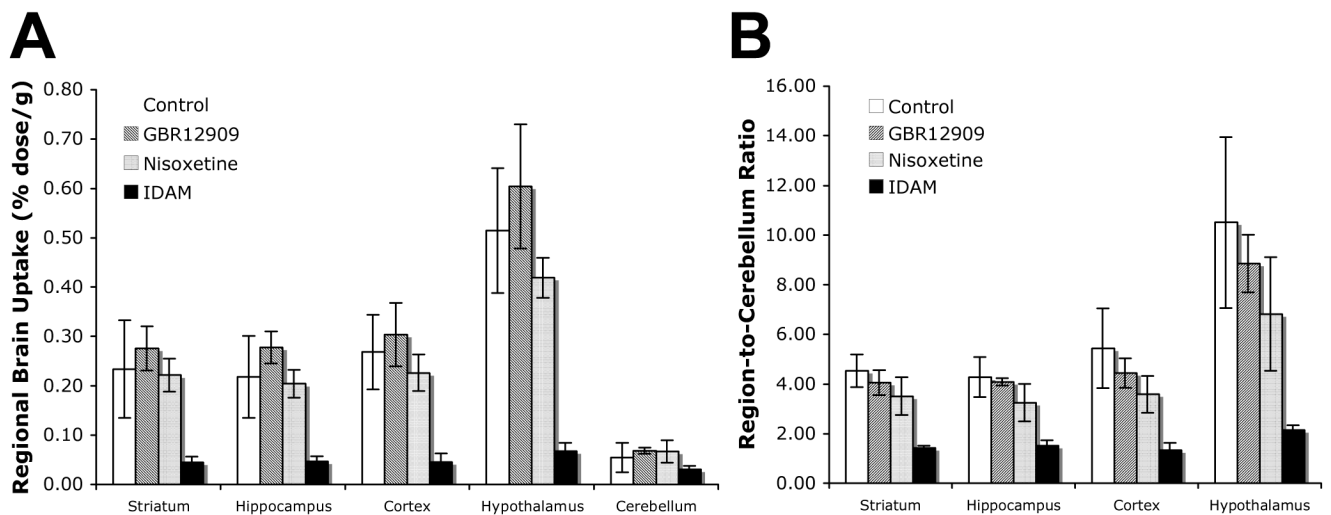 A
Regional Brain Uptake (% dose/g)
0.80
0.70
0.60
0.50
0.40
0.30
0.20
0.10
0.00
Control
GBR12909
Nisoxetine
IDAM
Striatum
Hippocampus
Cortex
Hypothalamus
Cerebellum
B
Region-to-Cerebellum Ratio
16.00
14.00
12.00
10.00
8.00
6.00
4.00
2.00
0.00
Control
GBR12909
Nisoxetine
IDAM
Striatum
Hippocampus
Cortex
Hypothalamus